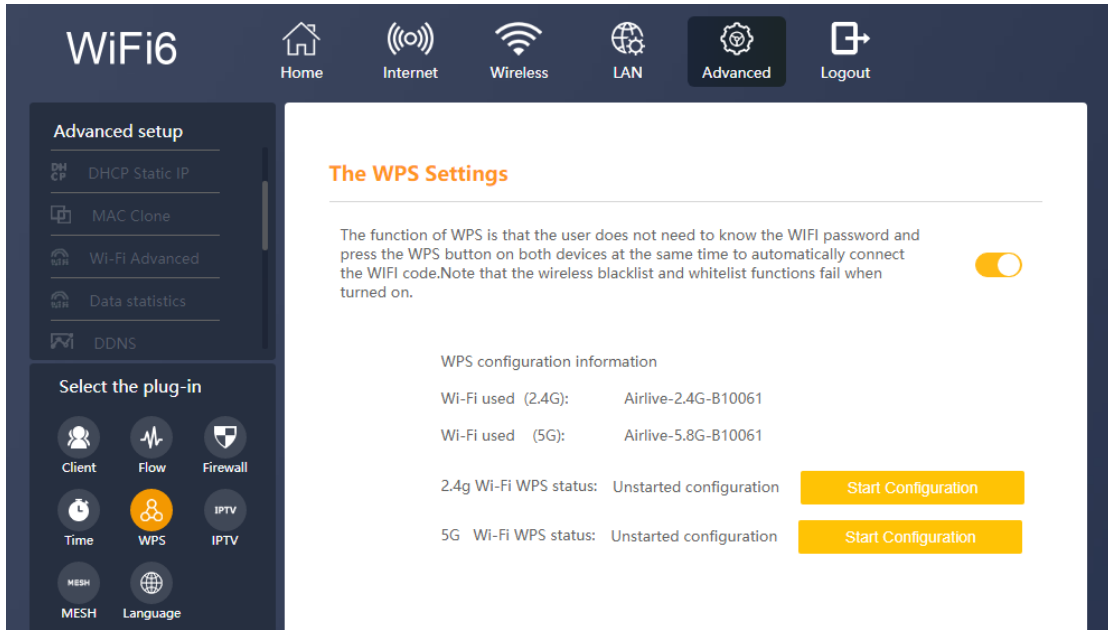 WiFi6
Home
Internet
Wireless
LAN
Advanced
Logout
Advanced setup
DHCP DHCP Static IP
MAC Clone
Wi-Fi Advanced
Data statistics
DDNS
Select the plug-in
Client
Flow
Firewall
Time
WPS
IPTV
IPTV
MESH
MESH
Language
The WPS Settings
The function of WPS is that the user does not need to know the WIFI password and
press the WPS button on both devices at the same time to automatically connect
the WIFI code.Note that the wireless blacklist and whitelist functions fail when
turned on.
WPS configuration information
Wi-Fi used (2.4G): Airlive-2.4G-B10061
Wi-Fi used (5G): Airlive-5.8G-B10061
2.4g Wi-Fi WPS status: Unstarted configuration Start Configuration
5G Wi-Fi WPS status: Unstarted configuration Start Configuration